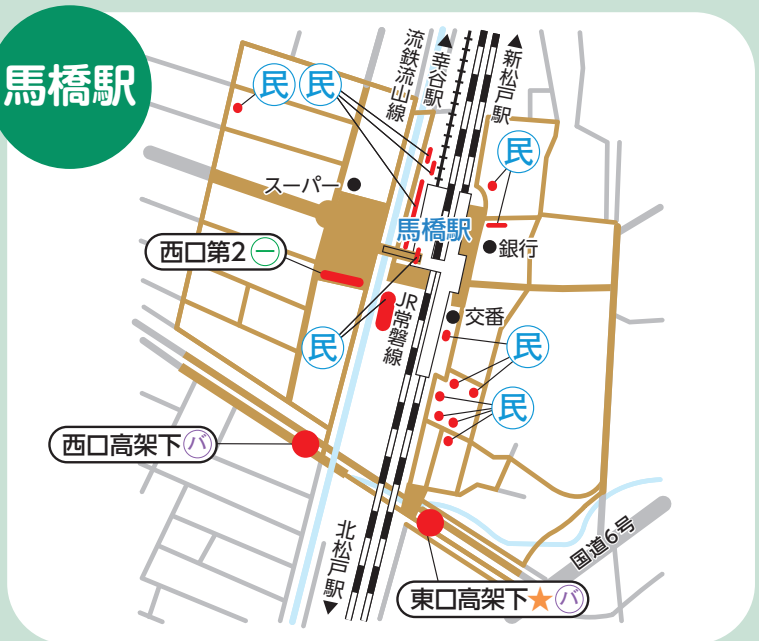 馬橋駅
流鉄流山線
▲幸谷駅
▲新松戸駅
民
民
民
スーパー
馬橋駅
銀行
西口第2㊀
JR常磐線
交番
民
民
民
西口高架下バ
北松戸駅▼
国道6号
東口高架下★バ